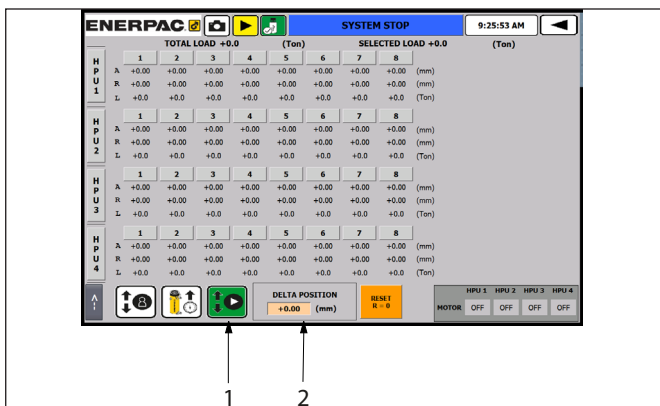 ENERPAC SYSTEM STOP 9:25:53 AM
TOTAL LOAD +0.0 (Ton) SELECTED LOAD +0.0 (Ton)
HPU 1
1 2 3 4 5 6 7 8
A +0.00 +0.00 +0.00 +0.00 +0.00 +0.00 +0.00 +0.00 (mm)
R +0.00 +0.00 +0.00 +0.00 +0.00 +0.00 +0.00 +0.00 (mm)
L +0.0 +0.0 +0.0 +0.0 +0.0 +0.0 +0.0 +0.0 (Ton)
HPU 2
1 2 3 4 5 6 7 8
A +0.00 +0.00 +0.00 +0.00 +0.00 +0.00 +0.00 +0.00 (mm)
R +0.00 +0.00 +0.00 +0.00 +0.00 +0.00 +0.00 +0.00 (mm)
L +0.0 +0.0 +0.0 +0.0 +0.0 +0.0 +0.0 +0.0 (Ton)
HPU 3
1 2 3 4 5 6 7 8
A +0.00 +0.00 +0.00 +0.00 +0.00 +0.00 +0.00 +0.00 (mm)
R +0.00 +0.00 +0.00 +0.00 +0.00 +0.00 +0.00 +0.00 (mm)
L +0.0 +0.0 +0.0 +0.0 +0.0 +0.0 +0.0 +0.0 (Ton)
HPU 4
1 2 3 4 5 6 7 8
A +0.00 +0.00 +0.00 +0.00 +0.00 +0.00 +0.00 +0.00 (mm)
R +0.00 +0.00 +0.00 +0.00 +0.00 +0.00 +0.00 +0.00 (mm)
L +0.0 +0.0 +0.0 +0.0 +0.0 +0.0 +0.0 +0.0 (Ton)
DELTA POSITION
+0.00 (mm)
RESET
R = 0
HPU 1 HPU 2 HPU 3 HPU 4
MOTOR OFF OFF OFF OFF
1 2